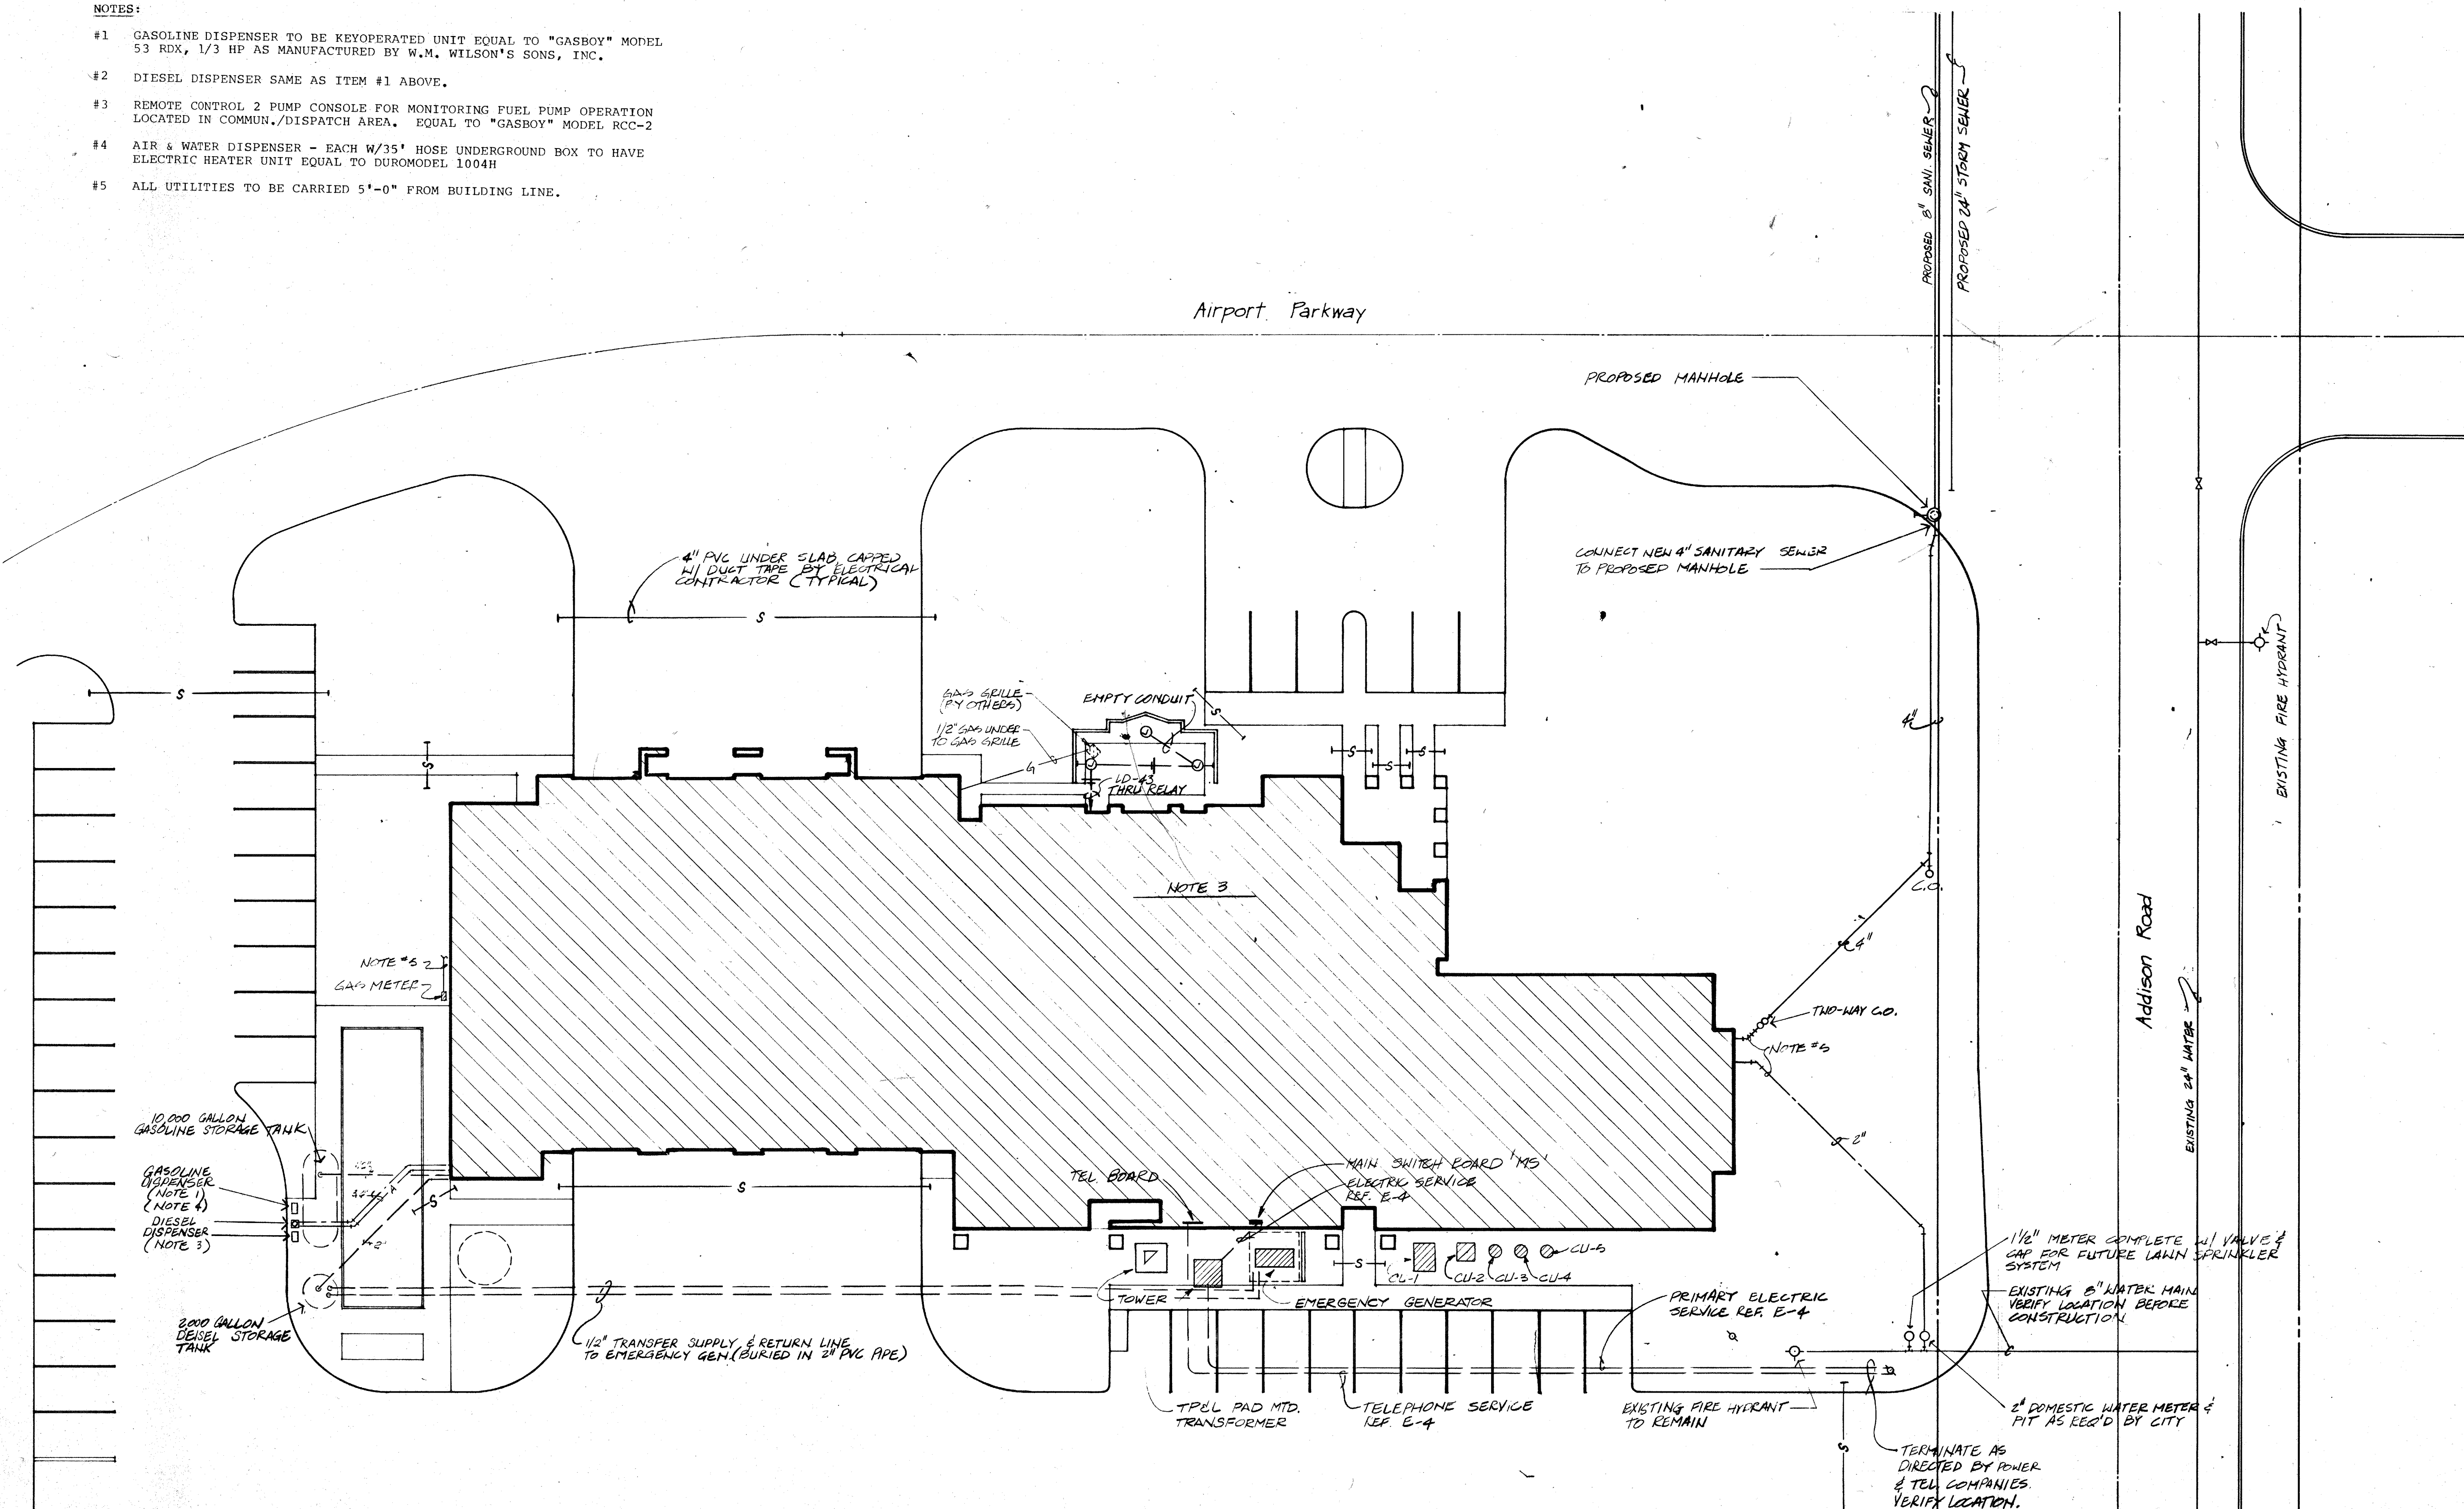 NOTES:
#1 GASOLINE DISPENSER TO BE KEYOPERATED UNIT EQUAL TO "GASBOY" MODEL
53 RDX, 1/3 HP AS MANUFACTURED BY W.M. WILSON'S SONS, INC.
#2 DIESEL DISPENSER SAME AS ITEM #1 ABOVE.
#3 REMOTE CONTROL 2 PUMP CONSOLE FOR MONITORING FUEL PUMP OPERATION
LOCATED IN COMMUN./DISPATCH AREA. EQUAL TO "GASBOY" MODEL RCC-2
#4 AIR & WATER DISPENSER - EACH W/35' HOSE UNDERGROUND BOX TO HAVE
ELECTRIC HEATER UNIT EQUAL TO DUROMODEL 1004H
#5 ALL UTILITIES TO BE CARRIED 5'-0" FROM BUILDING LINE.
PROPOSED 8" SANI. SEWER
PROPOSED 24" STORM SEWER
Airport Parkway
PROPOSED MANHOLE
CONNECT NEW 4" SANITARY SEWER
TO PROPOSED MANHOLE
4" PVC UNDER SLAB CAPPED
W/ DUCT TAPE BY ELECTRICAL
CONTRACTOR (TYPICAL)
S
S
S
S
S
S
S
GAS GRILLE
(BY OTHERS)
EMPTY CONDUIT
1/2" GAS UNDER
TO GAS GRILLE
G
LD-43
THRU RELAY
EXISTING FIRE HYDRANT
4"
C.O.
NOTE 3
4"
Addison Road
EXISTING 24" WATER
NOTE #5
GAS METER
TWO-WAY C.O.
NOTE #5
2"
10,000 GALLON
GASOLINE STORAGE TANK
GASOLINE
DISPENSER
(NOTE 1)
(NOTE 4)
DIESEL
DISPENSER
(NOTE 3)
S
2"
S
TEL. BOARD
MAIN SWITCH BOARD 'MS'
ELECTRIC SERVICE
REF. E-4
2000 GALLON
DEISEL STORAGE
TANK
1/2" TRANSFER SUPPLY & RETURN LINE
TO EMERGENCY GEN. (BURIED IN 2" PVC PIPE)
TOWER
EMERGENCY GENERATOR
S
CU-1
CU-2
CU-3
CU-4
CU-5
PRIMARY ELECTRIC
SERVICE REF. E-4
1 1/2" METER COMPLETE W/ VALVE &
CAP FOR FUTURE LAWN SPRINKLER
SYSTEM
EXISTING 8" WATER MAIN
VERIFY LOCATION BEFORE
CONSTRUCTION
TP&L PAD MTD.
TRANSFORMER
TELEPHONE SERVICE
REF. E-4
EXISTING FIRE HYDRANT
TO REMAIN
2" DOMESTIC WATER METER &
PIT AS REQ'D BY CITY
S
TERMINATE AS
DIRECTED BY POWER
& TEL. COMPANIES.
VERIFY LOCATION.